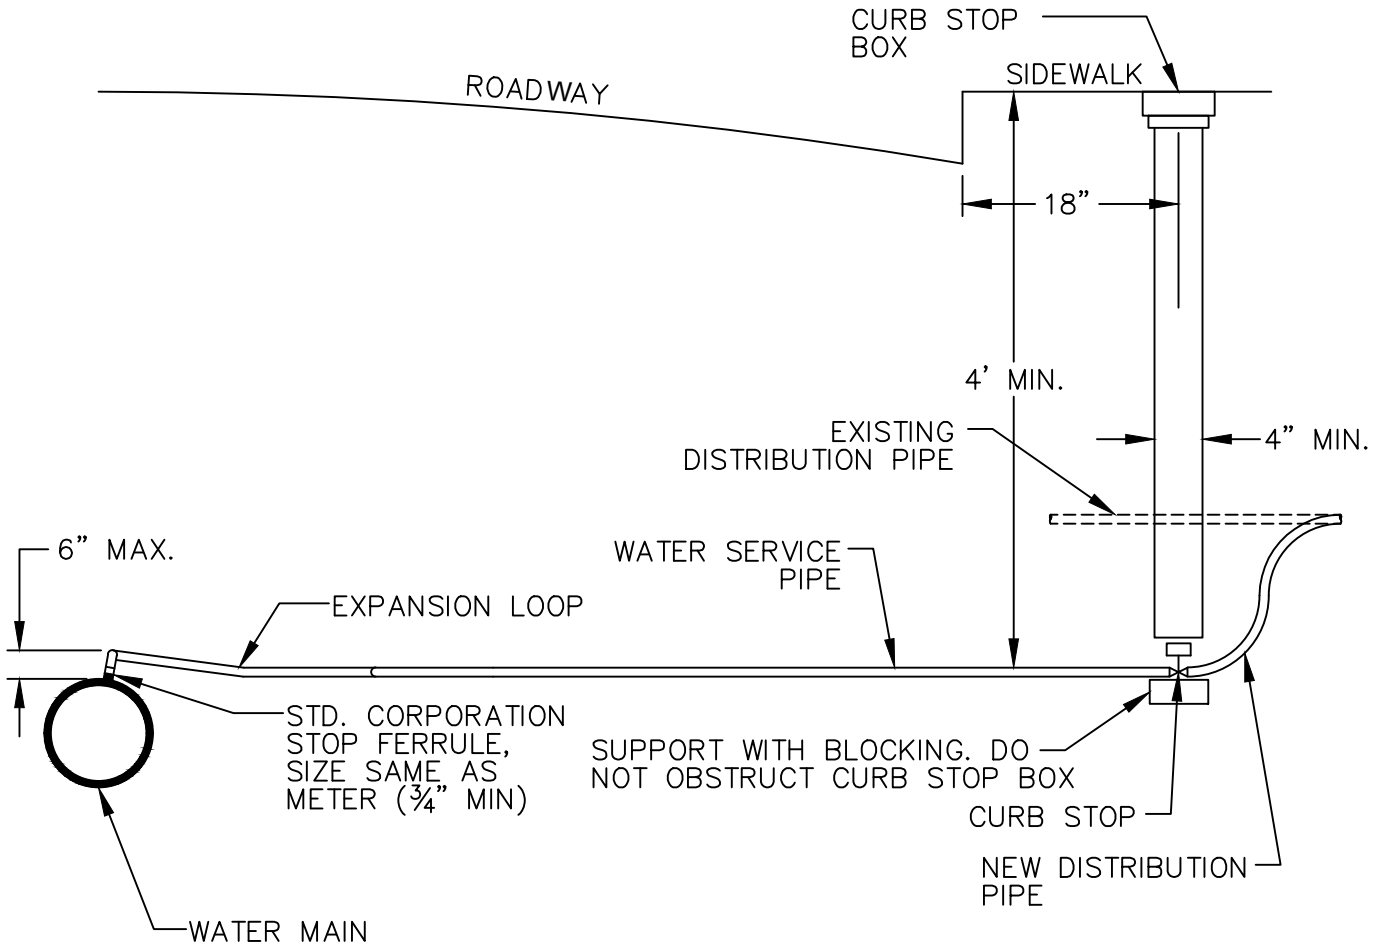 CURB STOP
BOX
SIDEWALK
ROADWAY
18”
4’ MIN.
EXISTING
DISTRIBUTION PIPE
4” MIN.
6” MAX.
WATER SERVICE
PIPE
EXPANSION LOOP
STD. CORPORATION
STOP FERRULE,
SIZE SAME AS
METER (¾” MIN)
SUPPORT WITH BLOCKING. DO
NOT OBSTRUCT CURB STOP BOX
CURB STOP
NEW DISTRIBUTION
PIPE
WATER MAIN